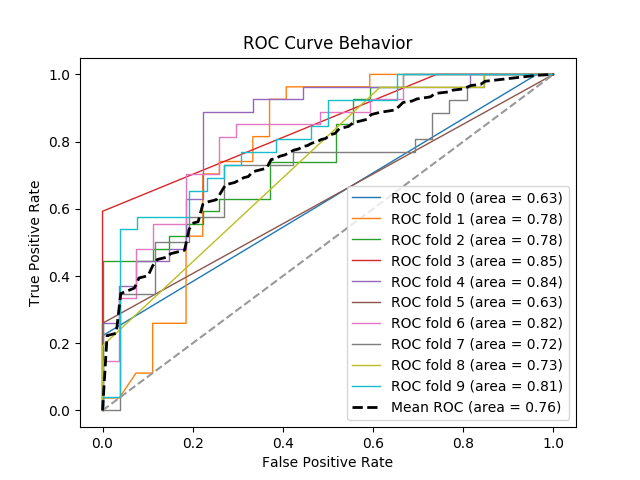 ROC Curve Behavior
True Positive Rate
1.0
0.8
0.6
0.4
0.2
0.0
ROC fold 0 (area = 0.63)
ROC fold 1 (area = 0.78)
ROC fold 2 (area = 0.78)
ROC fold 3 (area = 0.85)
ROC fold 4 (area = 0.84)
ROC fold 5 (area = 0.63)
ROC fold 6 (area = 0.82)
ROC fold 7 (area = 0.72)
ROC fold 8 (area = 0.73)
ROC fold 9 (area = 0.81)
Mean ROC (area = 0.76)
0.0 0.2 0.4 0.6 0.8 1.0
False Positive Rate